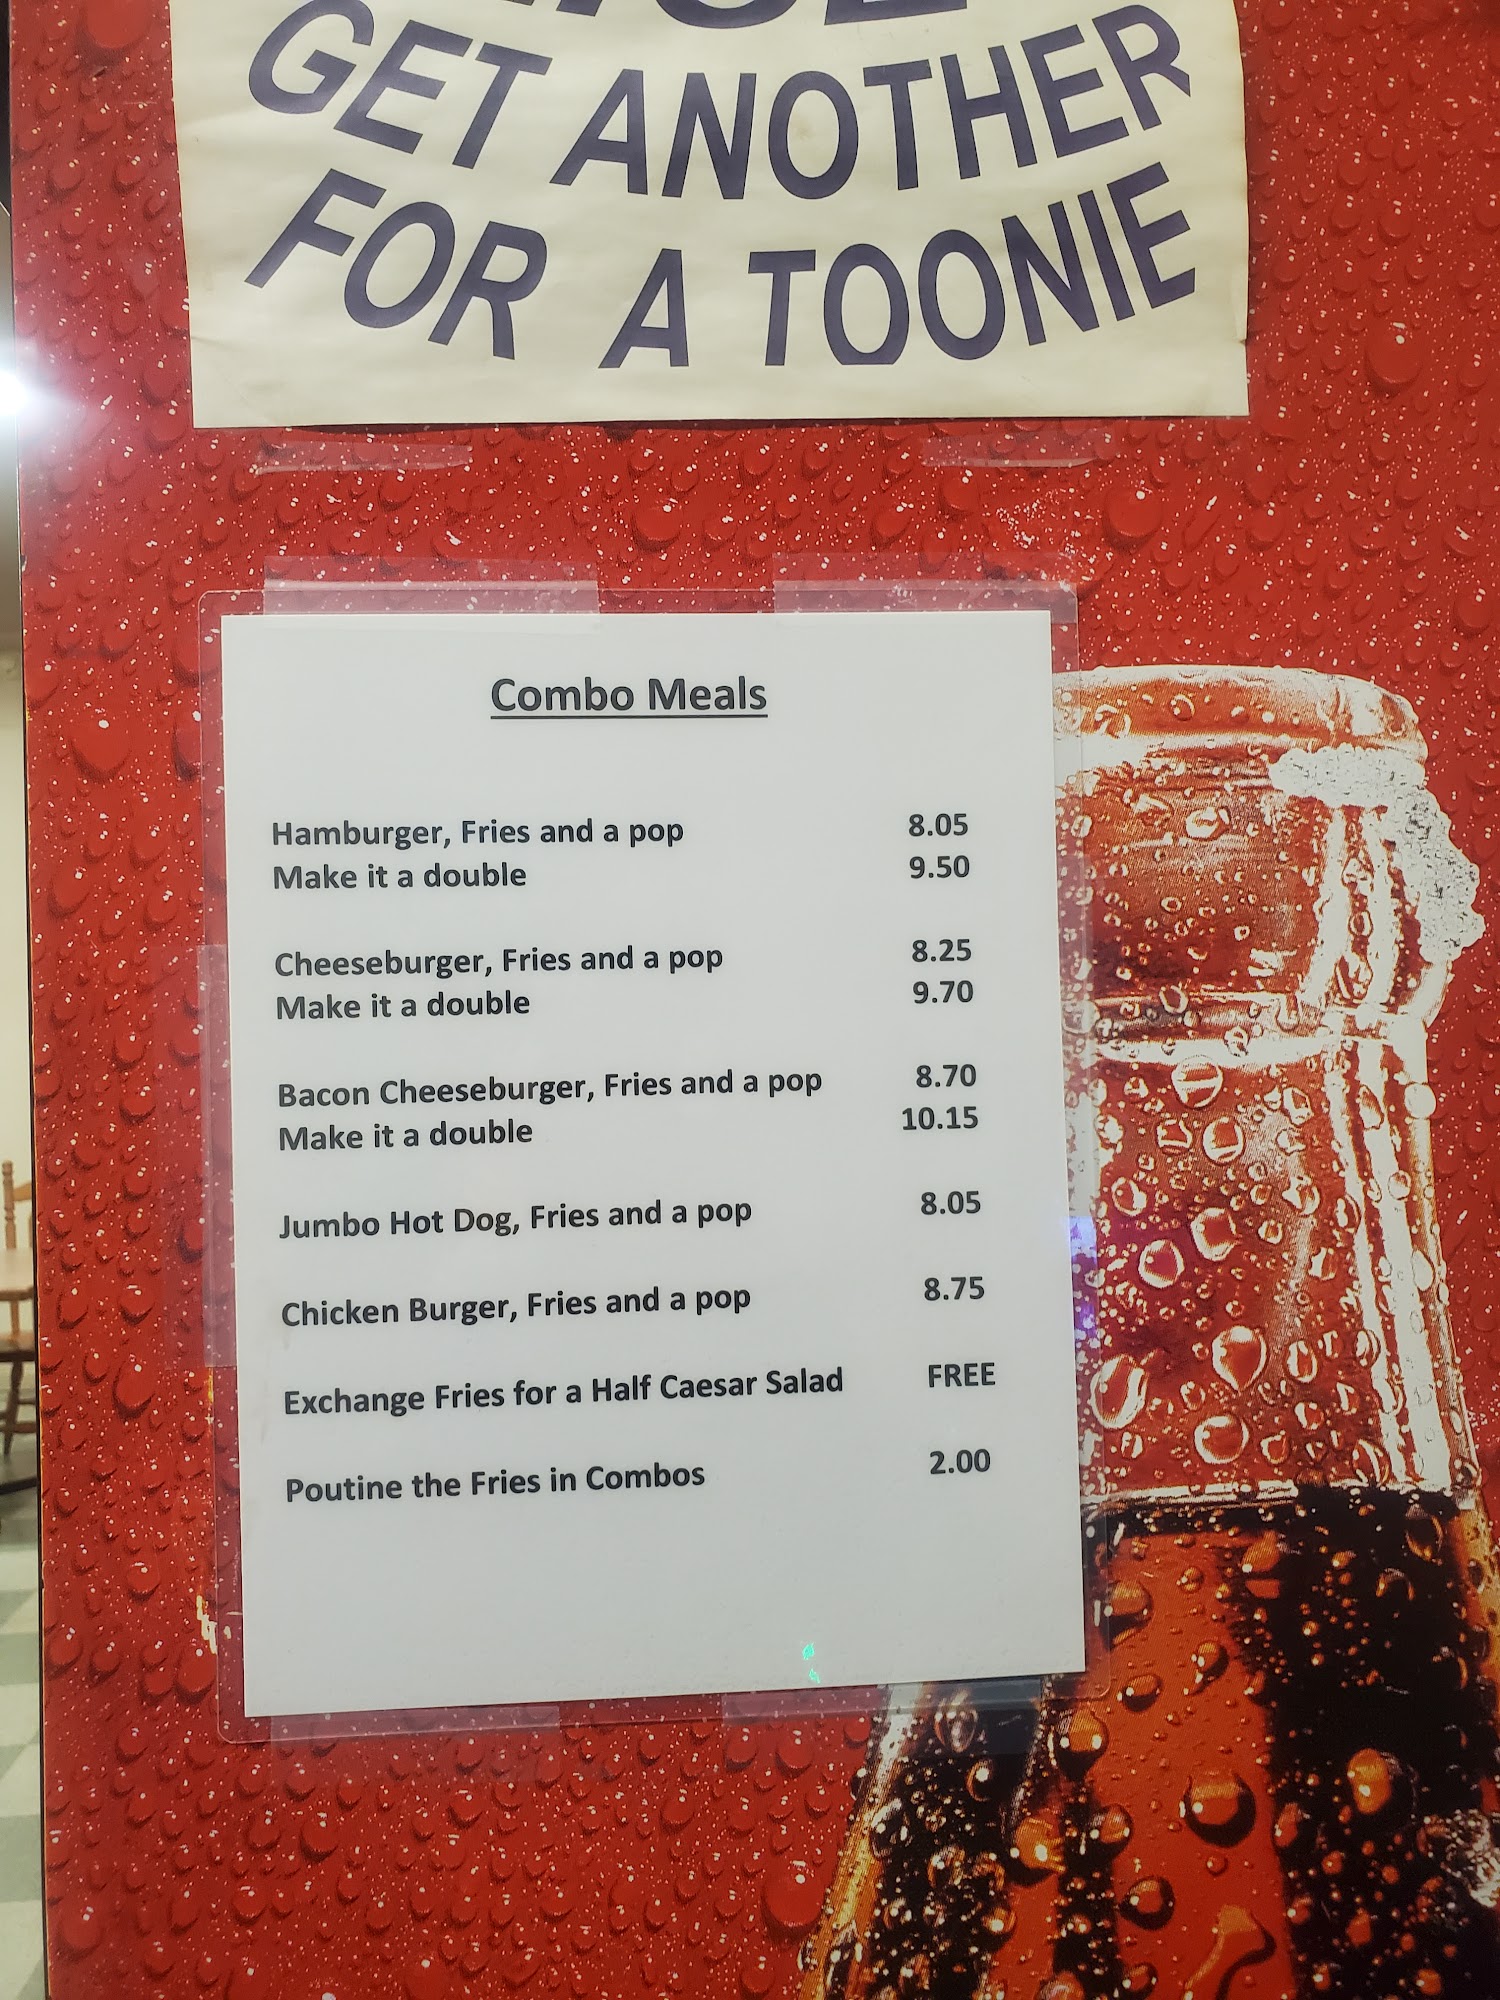 GET ANOTHER
FOR A TOONIE
Combo Meals
Hamburger, Fries and a pop 8.05
Make it a double 9.50
Cheeseburger, Fries and a pop 8.25
Make it a double 9.70
Bacon Cheeseburger, Fries and a pop 8.70
Make it a double 10.15
Jumbo Hot Dog, Fries and a pop 8.05
Chicken Burger, Fries and a pop 8.75
Exchange Fries for a Half Caesar Salad FREE
Poutine the Fries in Combos 2.00